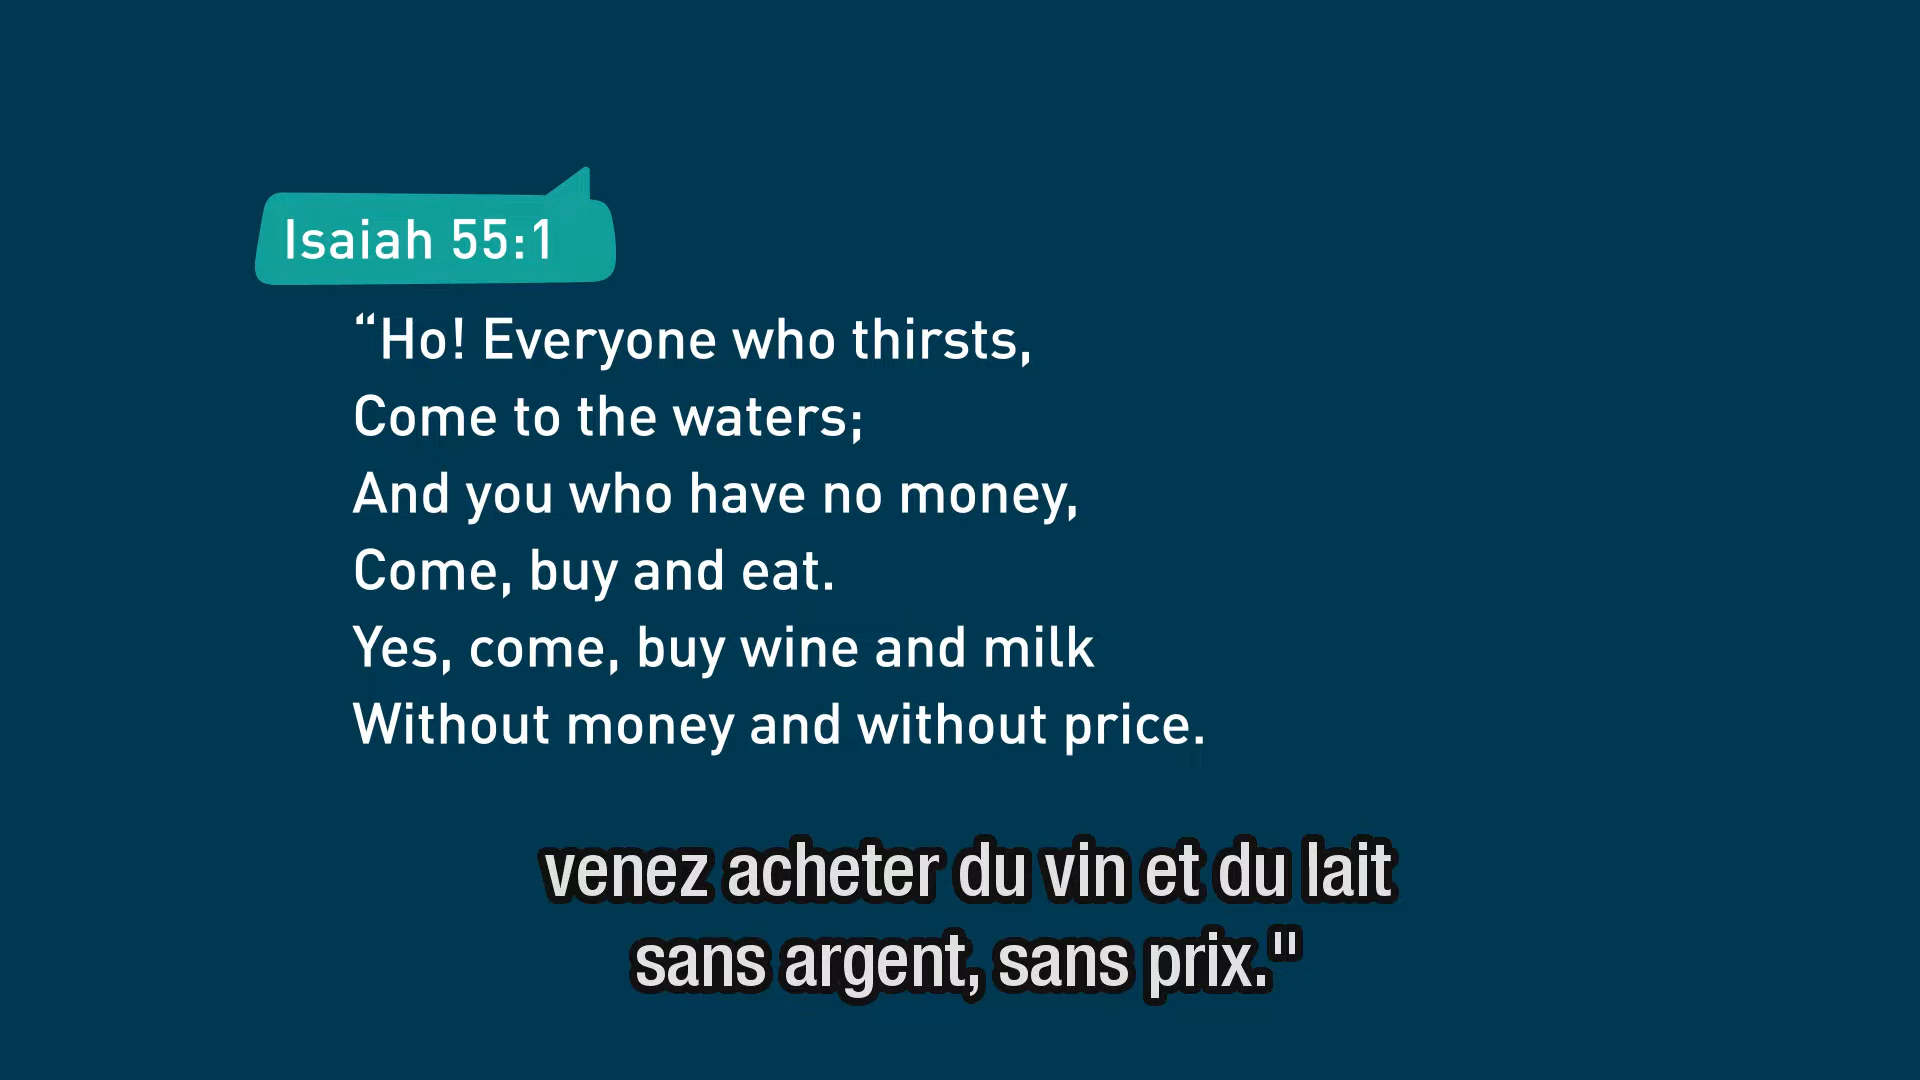 Isaiah 55:1
“Ho! Everyone who thirsts,
Come to the waters;
And you who have no money,
Come, buy and eat.
Yes, come, buy wine and milk
Without money and without price.
venez acheter du vin et du lait
sans argent, sans prix."